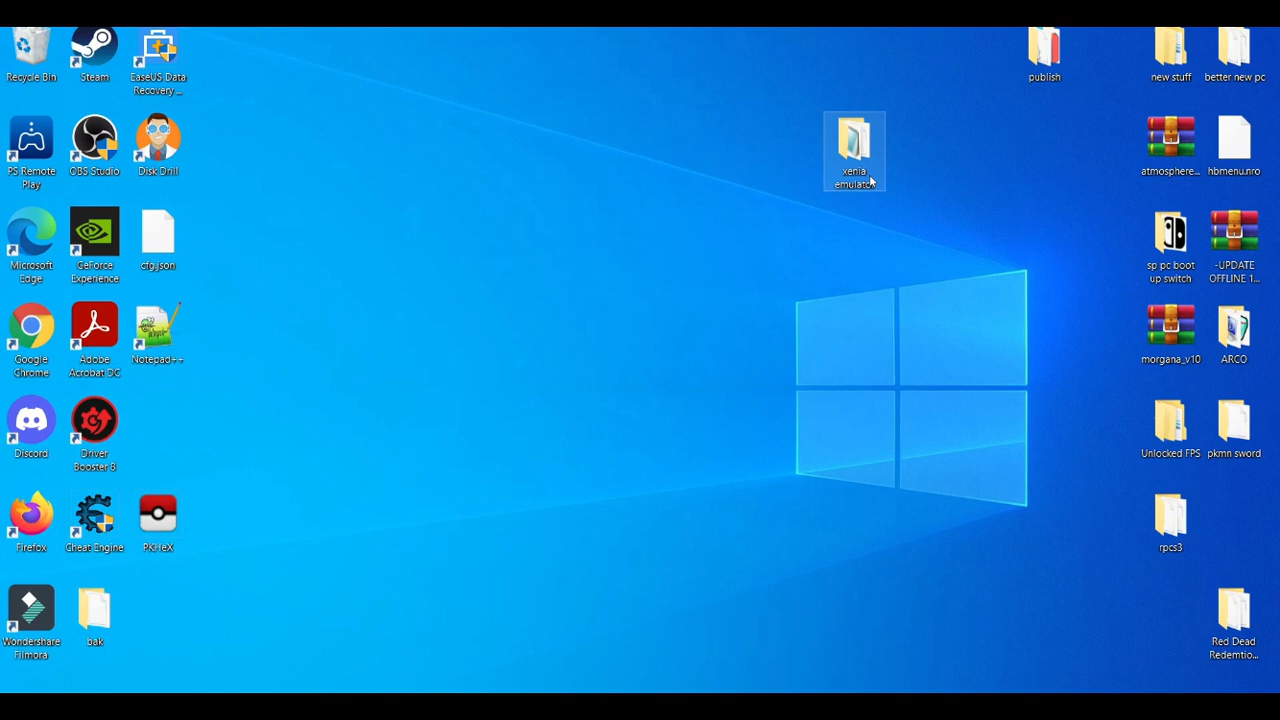 Recycle Bin
Steam
EaseUS Data
Recovery ...
publish
new stuff
better new pc
PS Remote
Play
OBS Studio
Disk Drill
xenia
emulator
atmosphere...
hbmenu.nro
Microsoft
Edge
GeForce
Experience
cfg.json
sp pc boot
up switch
-UPDATE
OFFLINE 1...
Google
Chrome
Adobe
Acrobat DC
Notepad++
morgana_v10
ARCO
Discord
Driver
Booster 8
Unlocked FPS
pkmn sword
Firefox
Cheat Engine
PKHeX
rpcs3
Wondershare
Filmora
bak
Red Dead
Redemtio...